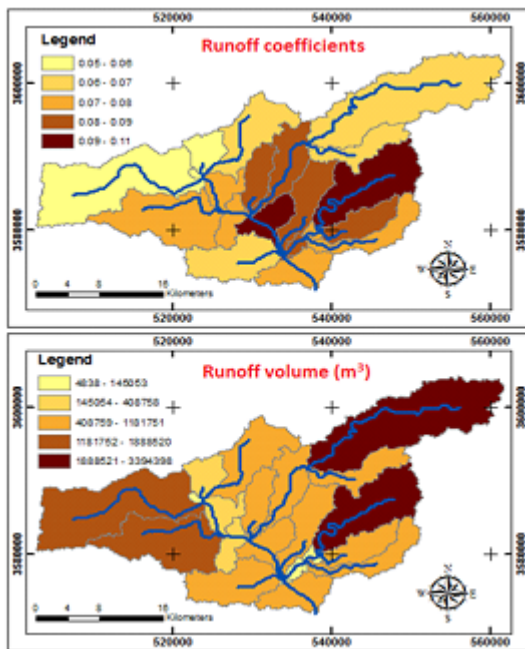 520000 540000 560000
Legend
Runoff coefficients
0.05 - 0.06
0.06 - 0.07
0.07 - 0.08
0.08 - 0.09
0.09 - 0.11
3600000
3580000
N
W E
S
0 4 8 16
Kilometers
520000 540000 560000
Legend
Runoff volume (m³)
4838 - 145053
145054 - 408758
408759 - 1181751
1181752 - 1888520
1888521 - 3394398
3600000
3580000
N
W E
S
0 4 8 16
Kilometers
520000 540000 560000